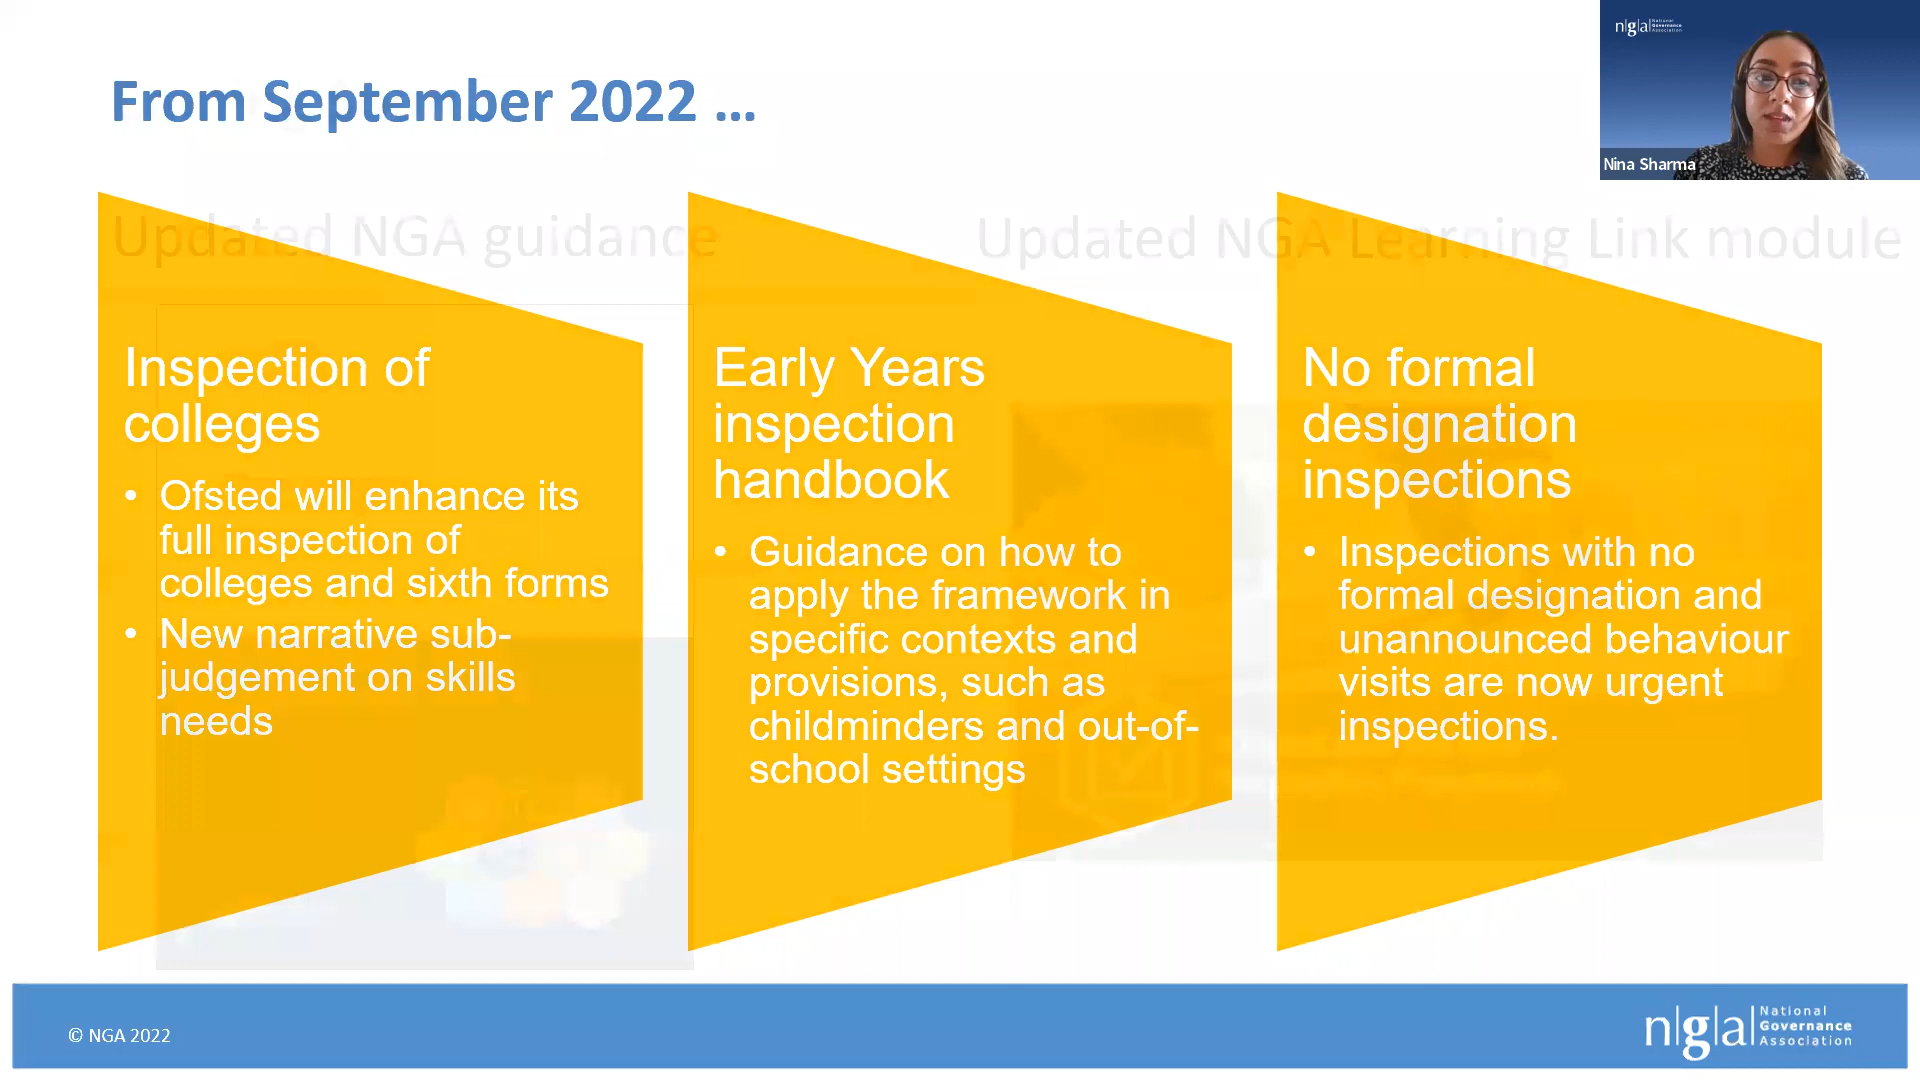 From September 2022 ...
n|g|a| National
Governance
Association
Nina Sharma
Updated NGA guidance
Updated NGA Learning Link module
Inspection of
colleges
• Ofsted will enhance its
full inspection of
colleges and sixth forms
• New narrative sub-
judgement on skills
needs
Early Years
inspection
handbook
• Guidance on how to
apply the framework in
specific contexts and
provisions, such as
childminders and out-of-
school settings
No formal
designation
inspections
• Inspections with no
formal designation and
unannounced behaviour
visits are now urgent
inspections.
© NGA 2022
n|g|a| National
Governance
Association